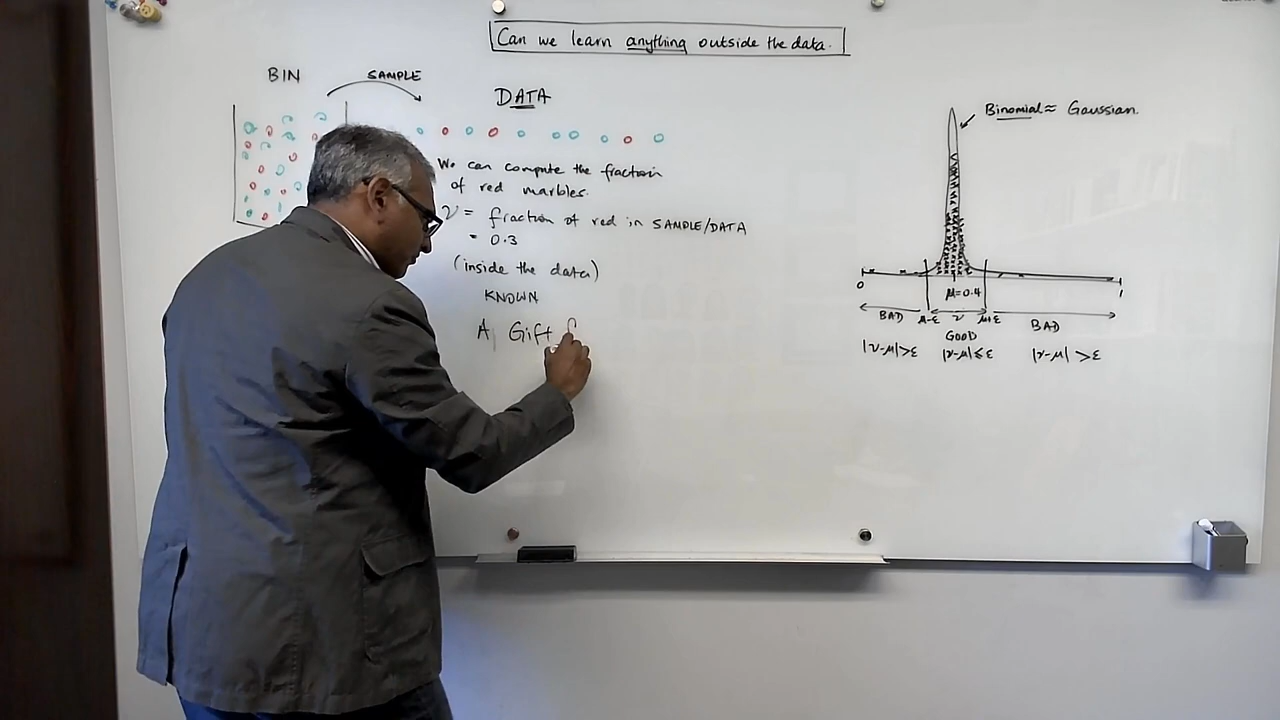 Can we learn anything outside the data.
BIN
SAMPLE
DATA
We can compute the fraction
of red marbles.
ν = fraction of red in SAMPLE/DATA
= 0.3
(inside the data)
KNOWN
A Gift f
Binomial ≈ Gaussian.
0
μ=0.4
1
BAD μ-ε ν μ+ε BAD
GOOD
|ν-μ|>ε |ν-μ|≤ε |ν-μ|>ε